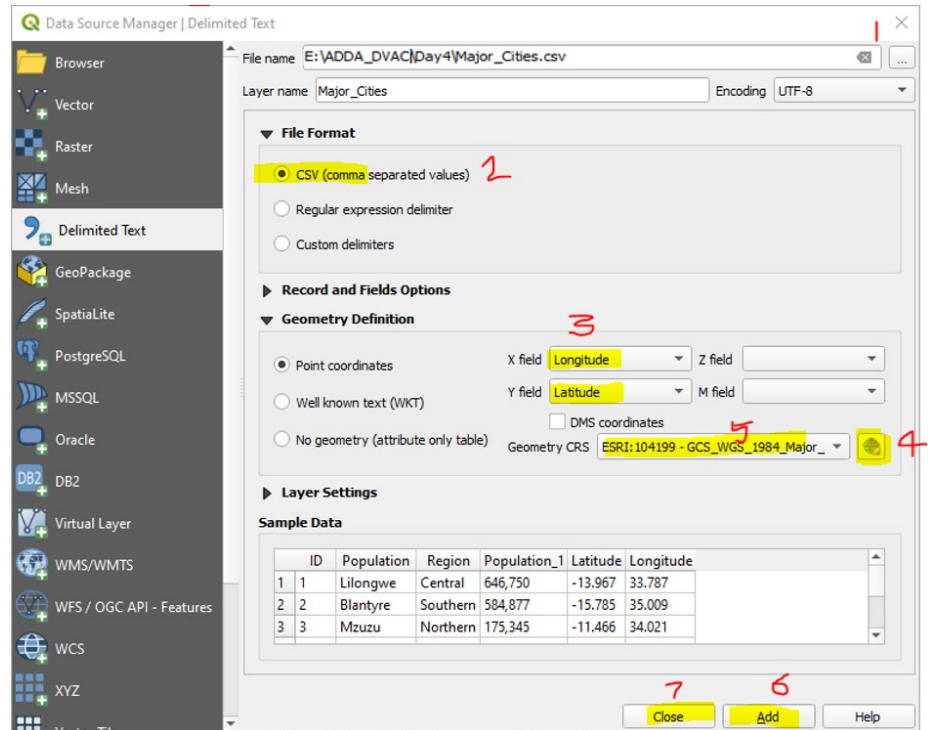 Data Source Manager | Delimited Text
1
Browser
Vector
Raster
Mesh
Delimited Text
GeoPackage
SpatiaLite
PostgreSQL
MSSQL
Oracle
DB2
DB2
Virtual Layer
WMS/WMTS
WFS / OGC API - Features
WCS
XYZ
File name E:\ADDA_DVAC\Day4\Major_Cities.csv ...
Layer name Major_Cities Encoding UTF-8
File Format
CSV (comma separated values) 2
Regular expression delimiter
Custom delimiters
Record and Fields Options
Geometry Definition
3
Point coordinates
Well known text (WKT)
No geometry (attribute only table)
X field Longitude Z field
Y field Latitude M field
DMS coordinates
5
Geometry CRS ESRI:104199 - GCS_WGS_1984_Major_ 4
Layer Settings
Sample Data
ID Population Region Population_1 Latitude Longitude
1 1 Lilongwe Central 646,750 -13.967 33.787
2 2 Blantyre Southern 584,877 -15.785 35.009
3 3 Mzuzu Northern 175,345 -11.466 34.021
7 6
Close Add Help